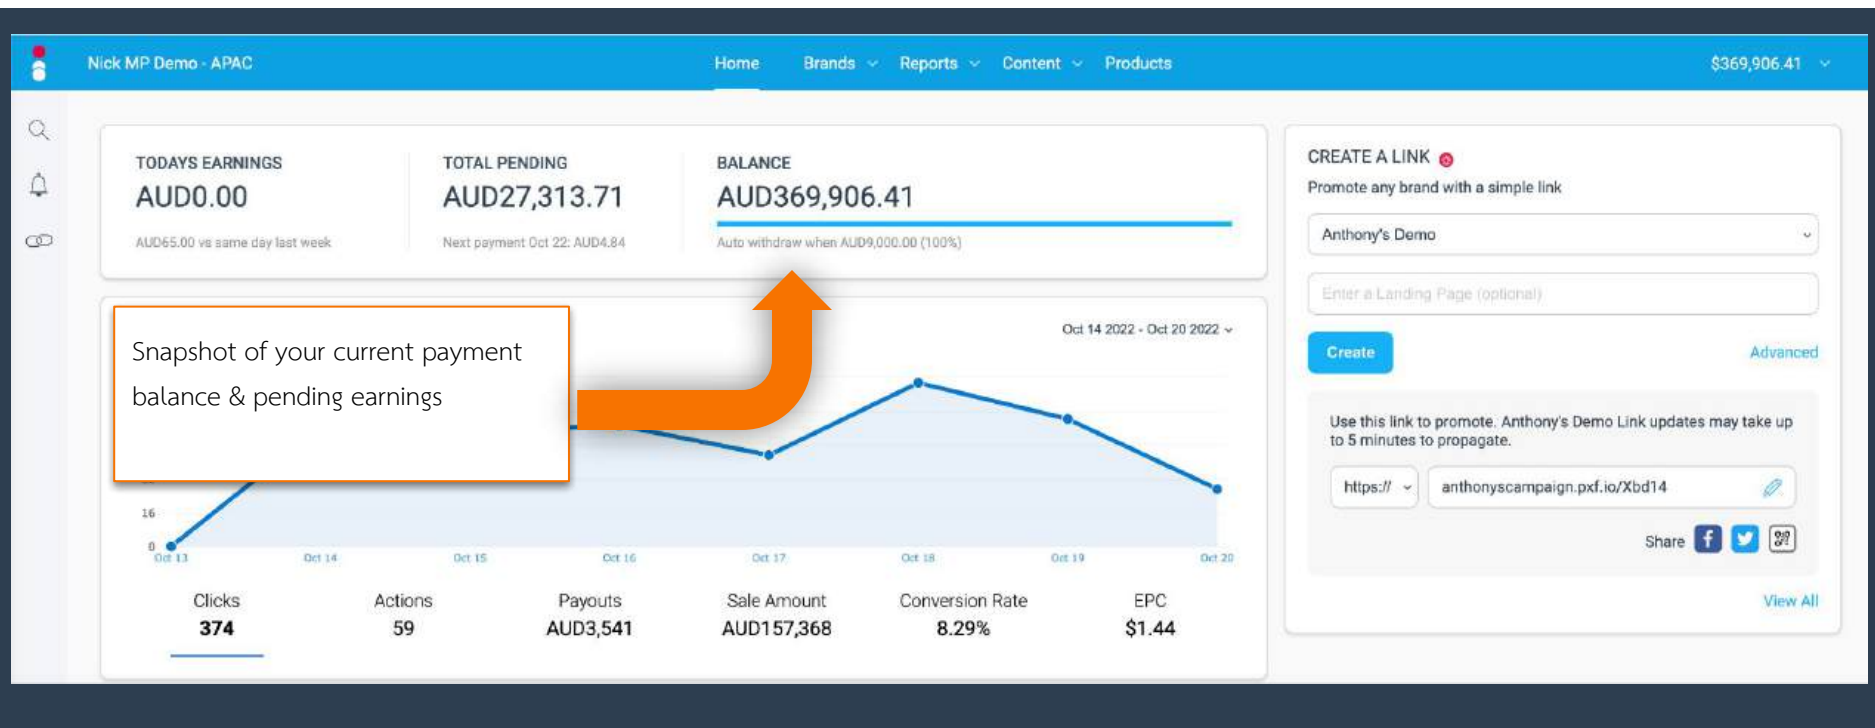 Nick MP Demo - APAC
Home
Brands
Reports
Content
Products
$369,906.41
TODAYS EARNINGS
AUD0.00
AUD65.00 vs same day last week
TOTAL PENDING
AUD27,313.71
Next payment Oct 22: AUD4.84
BALANCE
AUD369,906.41
Auto withdraw when AUD9,000.00 (100%)
Snapshot of your current payment
balance & pending earnings
Oct 14 2022 - Oct 20 2022
16
0
Oct 13
Oct 14
Oct 15
Oct 16
Oct 17
Oct 18
Oct 19
Oct 20
Clicks
374
Actions
59
Payouts
AUD3,541
Sale Amount
AUD157,368
Conversion Rate
8.29%
EPC
$1.44
CREATE A LINK
Promote any brand with a simple link
Anthony's Demo
Enter a Landing Page (optional)
Create
Advanced
Use this link to promote. Anthony's Demo Link updates may take up
to 5 minutes to propagate.
https://
anthonyscampaign.pxf.io/Xbd14
Share
View All